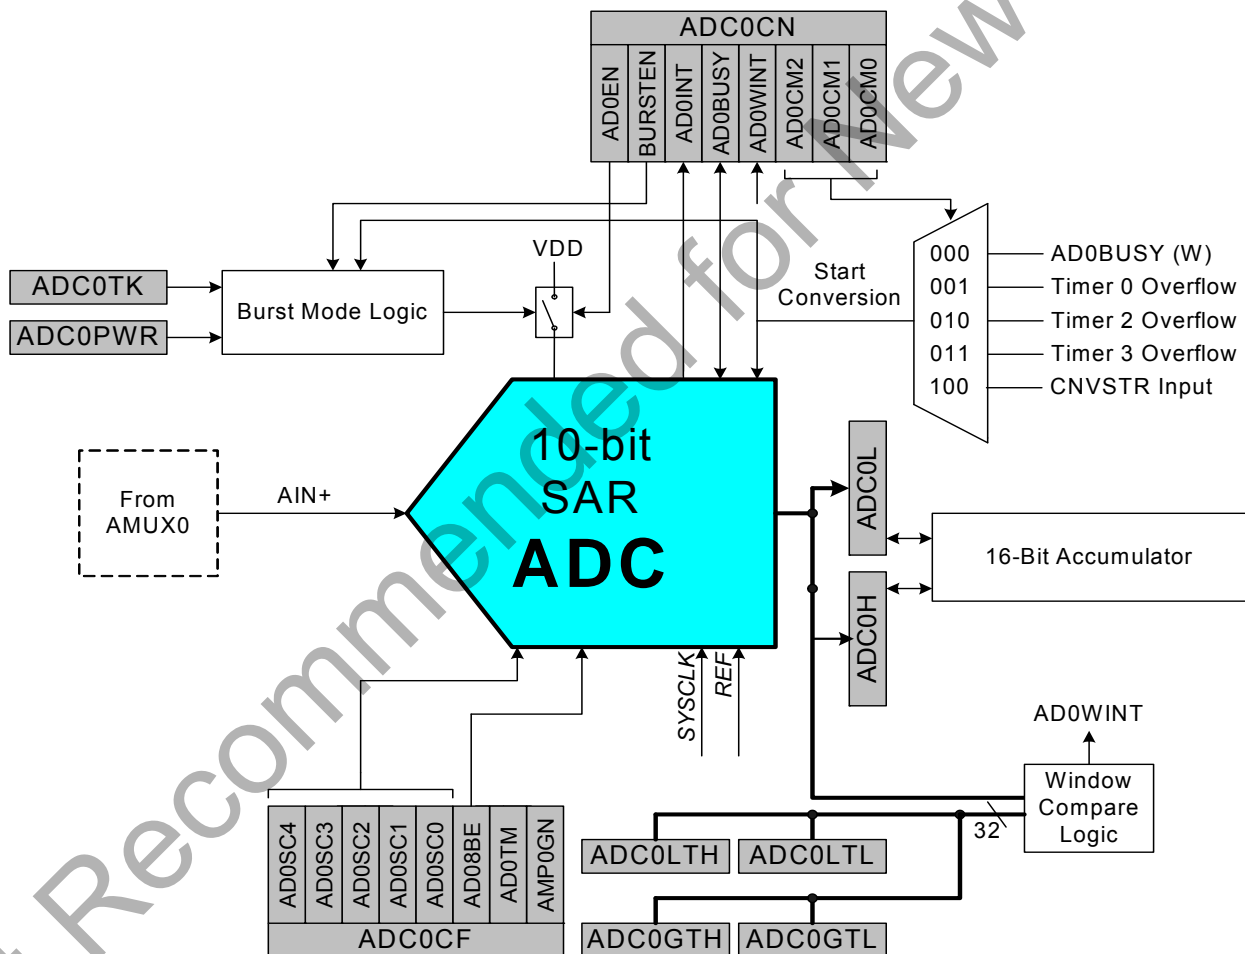 ADC0CN
AD0EN
BURSTEN
AD0INT
AD0BUSY
AD0WINT
AD0CM2
AD0CM1
AD0CM0
VDD
ADC0TK
ADC0PWR
Burst Mode Logic
Start
Conversion
000
001
010
011
100
AD0BUSY (W)
Timer 0 Overflow
Timer 2 Overflow
Timer 3 Overflow
CNVSTR Input
From
AMUX0
AIN+
10-bit
SAR
ADC
ADC0L
ADC0H
16-Bit Accumulator
SYSCLK
REF
AD0WINT
Window
Compare
Logic
32
AD0SC4
AD0SC3
AD0SC2
AD0SC1
AD0SC0
AD08BE
AD0TM
AMP0GN
ADC0CF
ADC0LTH
ADC0LTL
ADC0GTH
ADC0GTL
Recommended for New